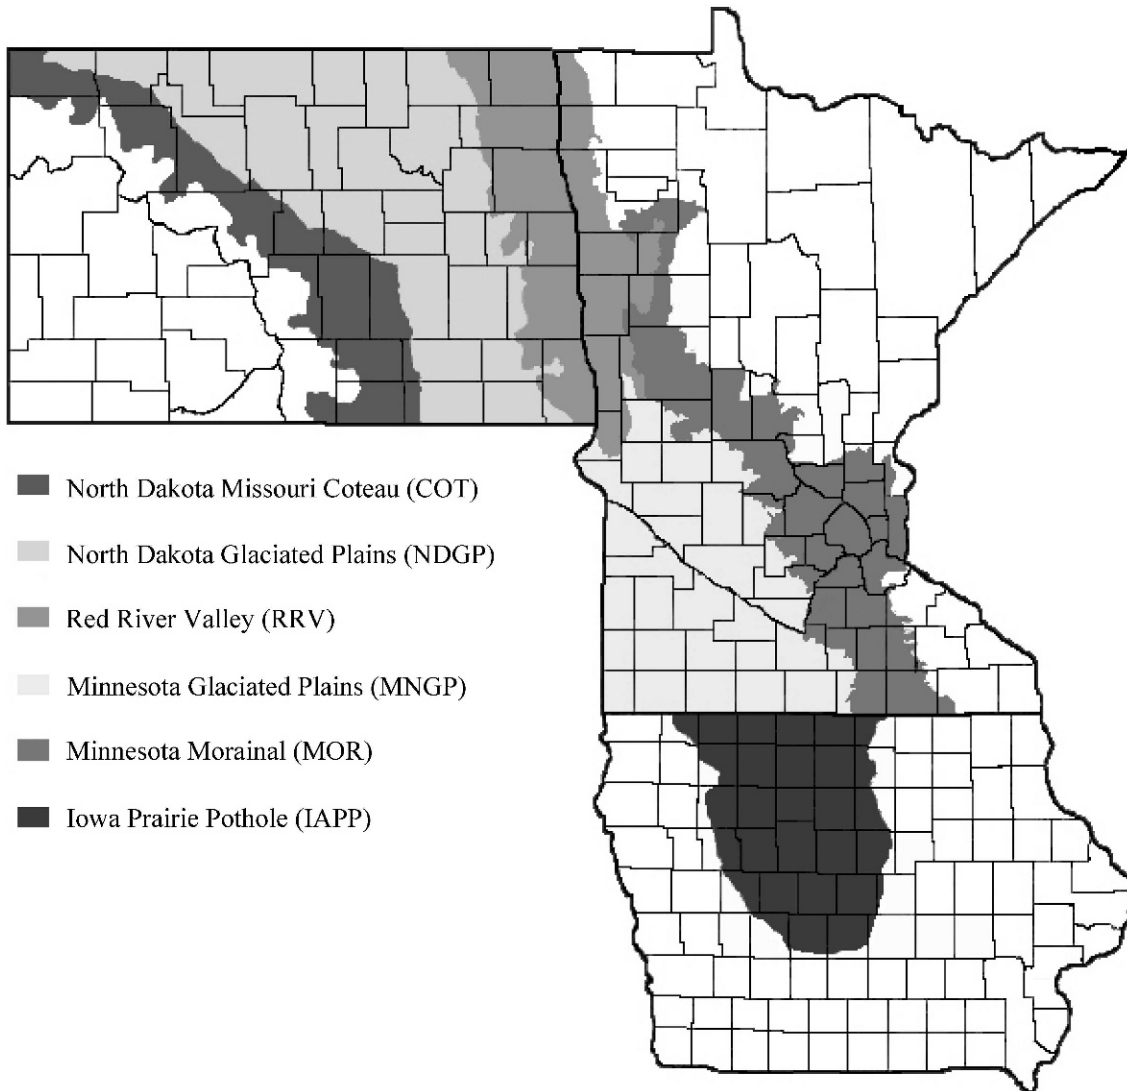 North Dakota Missouri Coteau (COT)
North Dakota Glaciated Plains (NDGP)
Red River Valley (RRV)
Minnesota Glaciated Plains (MNGP)
Minnesota Morainal (MOR)
Iowa Prairie Pothole (IAPP)